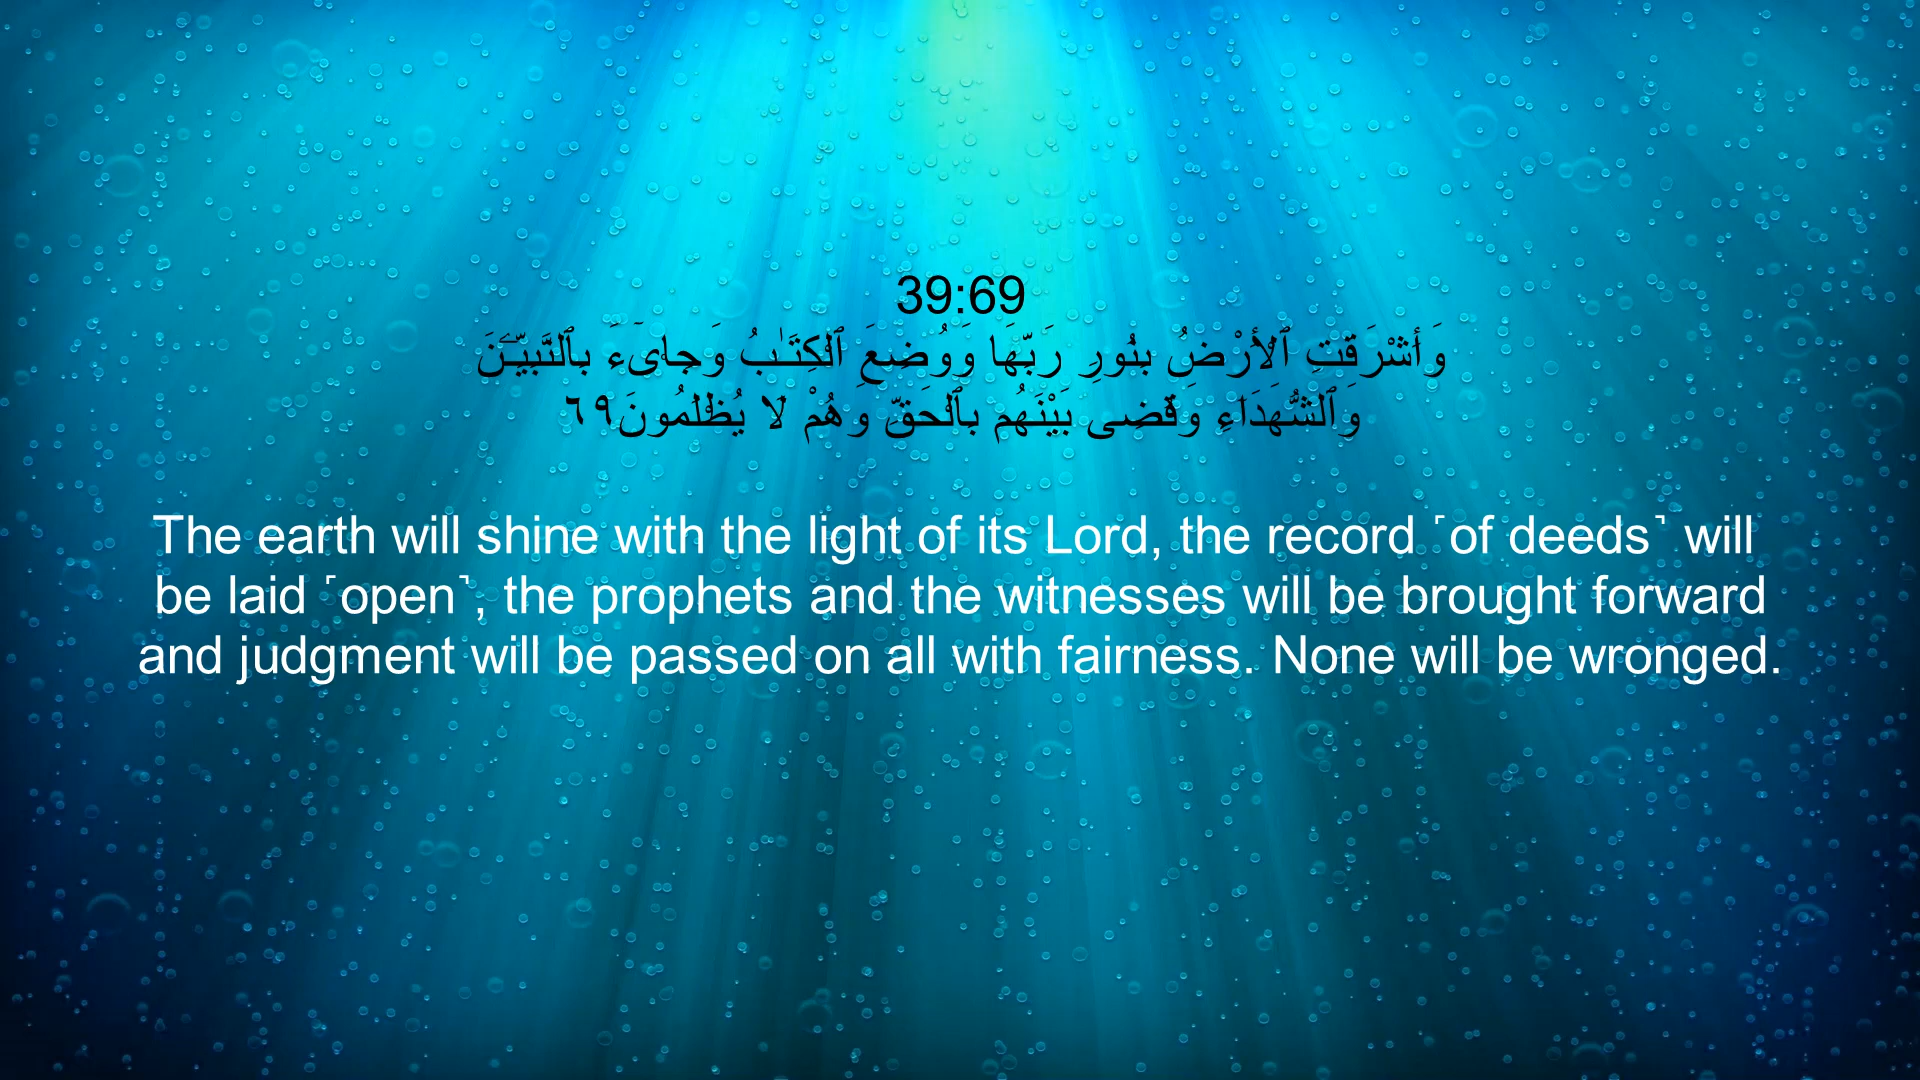 39:69
وَأَشْرَقَتِ ٱلْأَرْضُ بِنُورِ رَبِّهَا وَوُضِعَ ٱلْكِتَـٰبُ وَجِا۟ىٓءَ بِٱلنَّبِيِّـۧنَ
وَٱلشُّهَدَآءِ وَقُضِىَ بَيْنَهُم بِٱلْحَقِّ وَهُمْ لَا يُظْلَمُونَ٦٩
The earth will shine with the light of its Lord, the record ˹of deeds˺ will
be laid ˹open˺, the prophets and the witnesses will be brought forward
and judgment will be passed on all with fairness. None will be wronged.